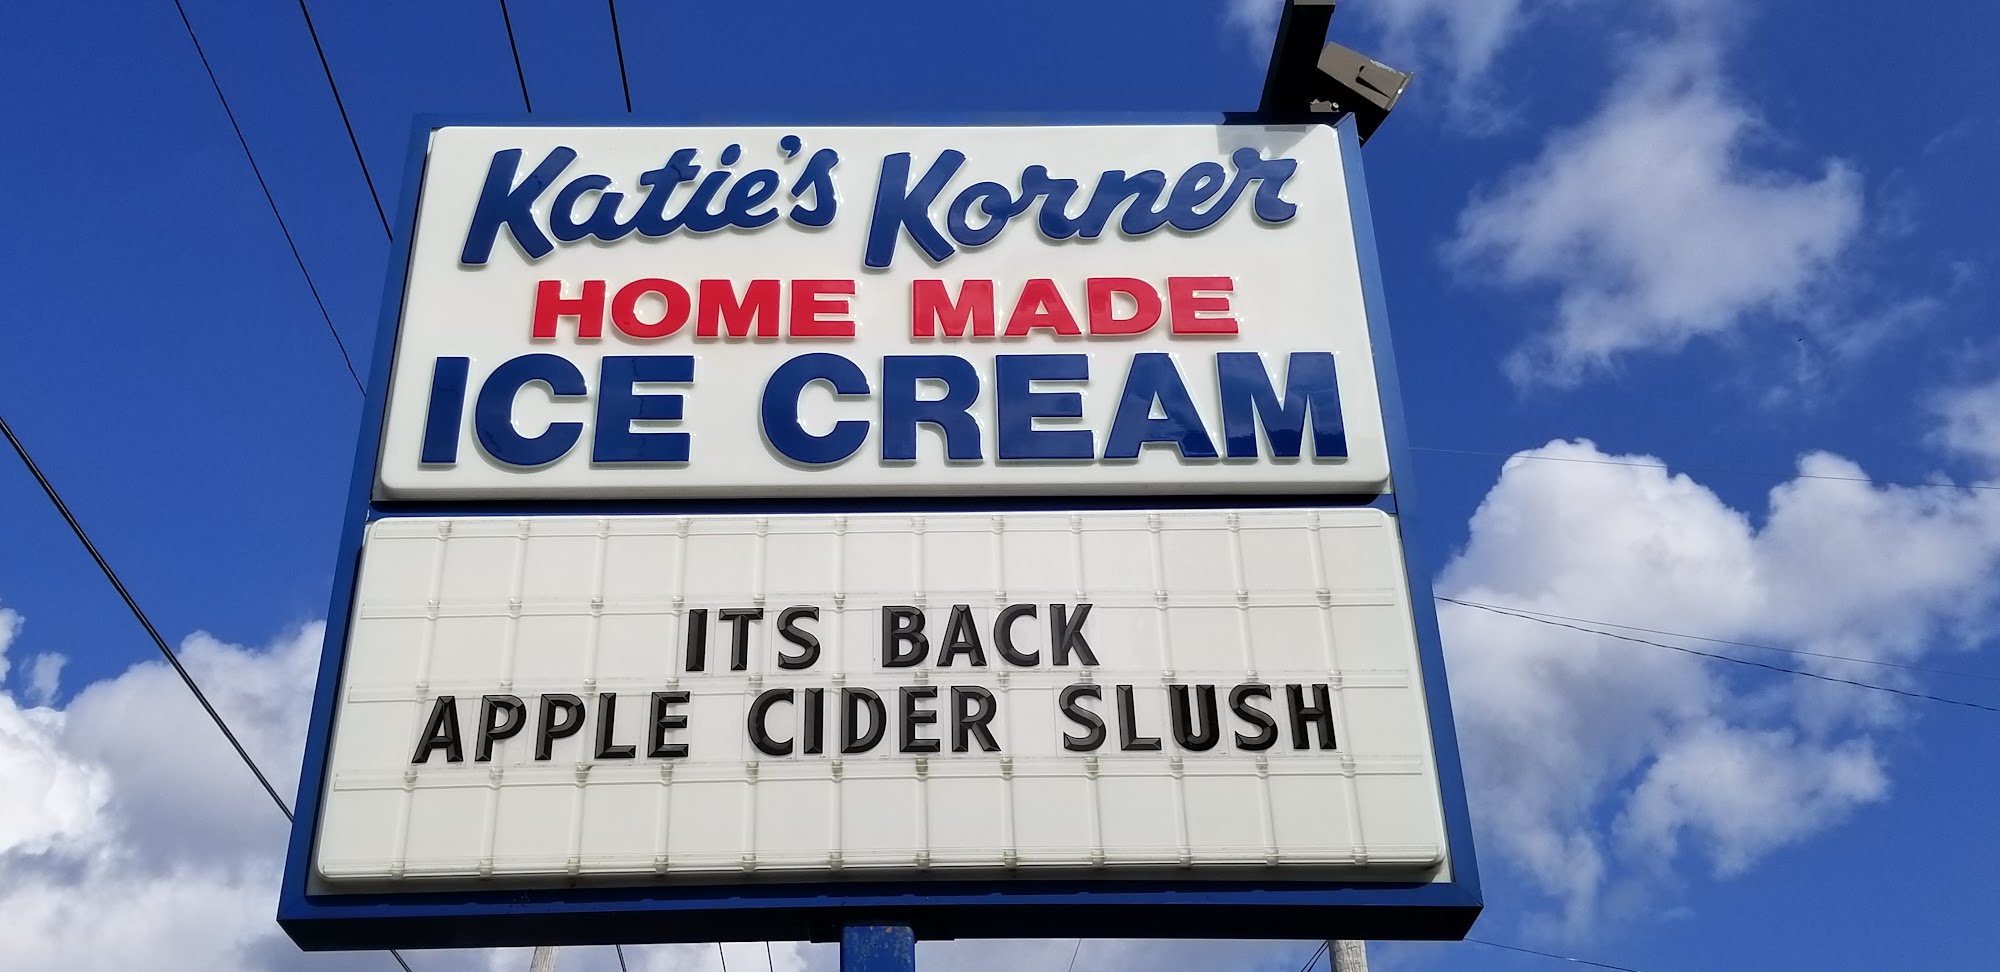 Katie's Korner
HOME MADE
ICE CREAM
ITS BACK
APPLE CIDER SLUSH